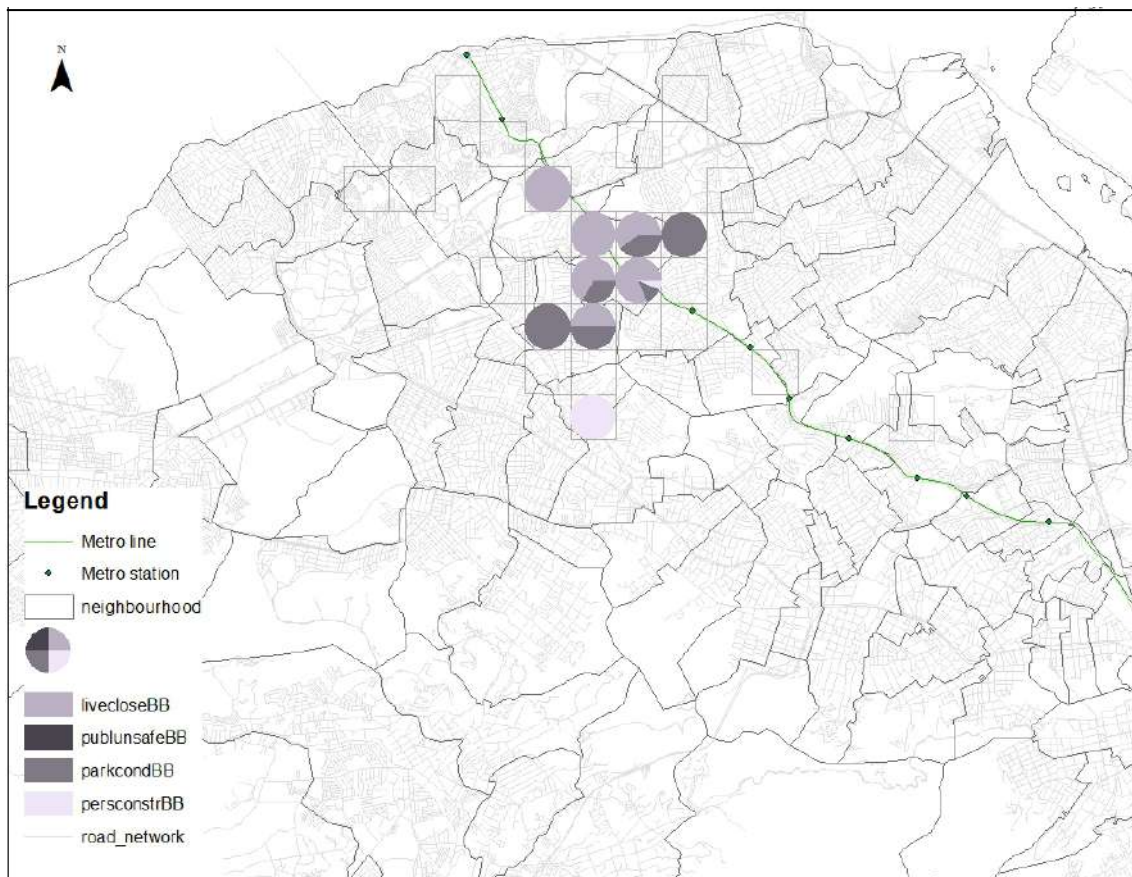 N
Legend
Metro line
Metro station
neighbourhood
livecloseBB
publunsafeBB
parkcondBB
persconstrBB
road_network